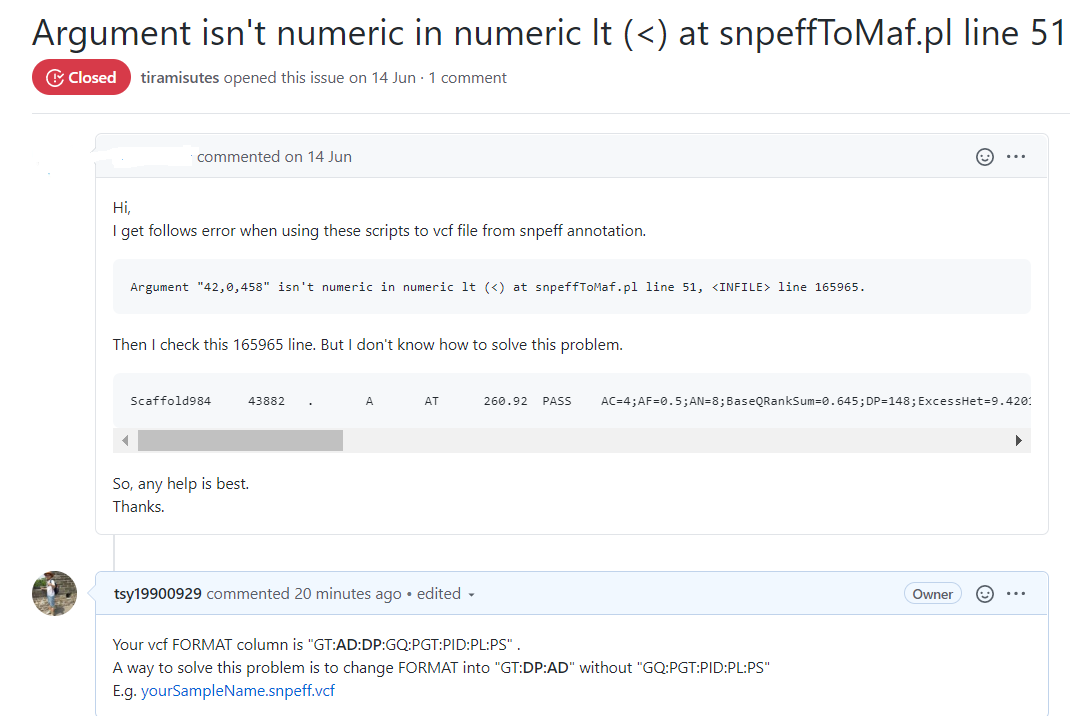 Argument isn't numeric in numeric lt (<) at snpeffToMaf.pl line 51
Closed tiramisutes opened this issue on 14 Jun · 1 comment
commented on 14 Jun
Hi,
I get follows error when using these scripts to vcf file from snpeff annotation.
Argument "42,0,458" isn't numeric in numeric lt (<) at snpeffToMaf.pl line 51, <INFILE> line 165965.
Then I check this 165965 line. But I don't know how to solve this problem.
Scaffold984 43882 . A AT 260.92 PASS AC=4;AF=0.5;AN=8;BaseQRankSum=0.645;DP=148;ExcessHet=9.4201
So, any help is best.
Thanks.
tsy19900929 commented 20 minutes ago • edited Owner
Your vcf FORMAT column is "GT:AD:DP:GQ:PGT:PID:PL:PS" .
A way to solve this problem is to change FORMAT into "GT:DP:AD" without "GQ:PGT:PID:PL:PS"
E.g. yourSampleName.snpeff.vcf